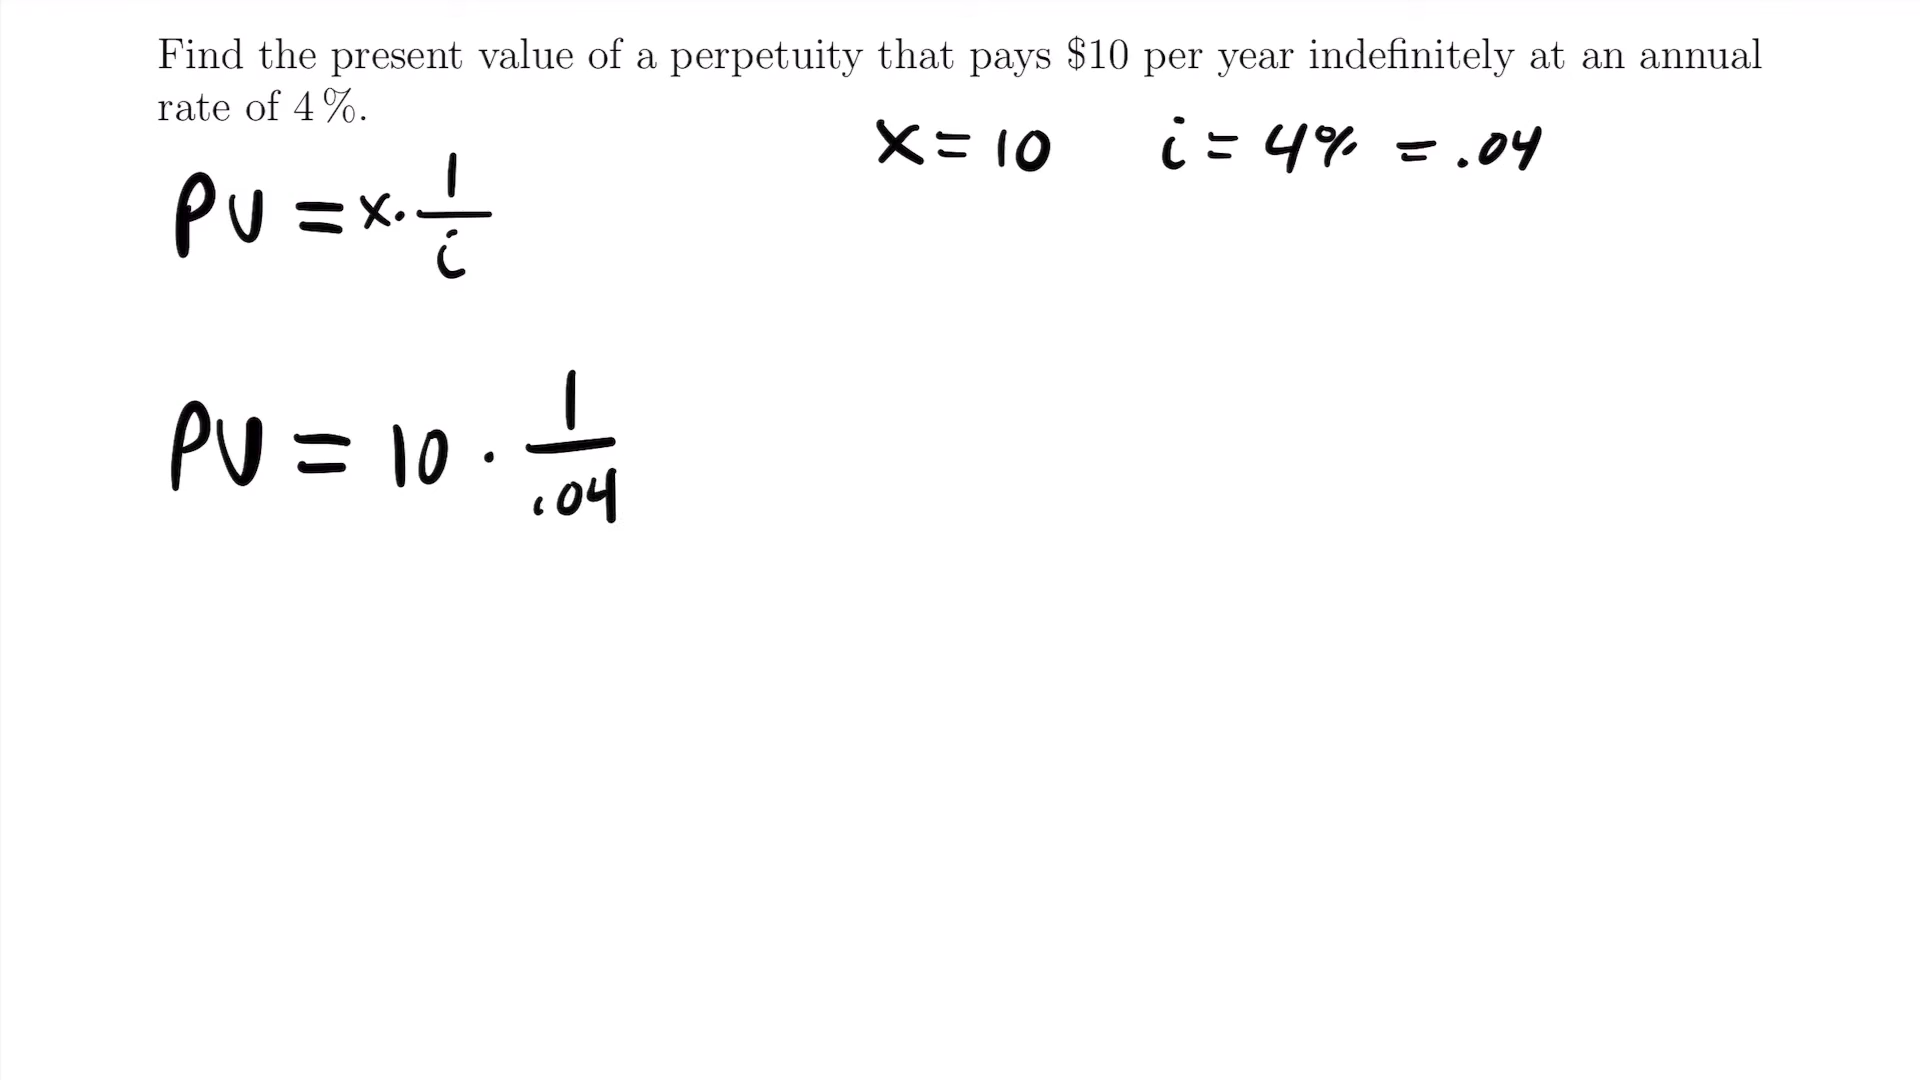 Find the present value of a perpetuity that pays $10 per year indefinitely at an annual
rate of 4%.
x = 10 i = 4% = .04
PV = x · 1/i
PV = 10 · 1/.04